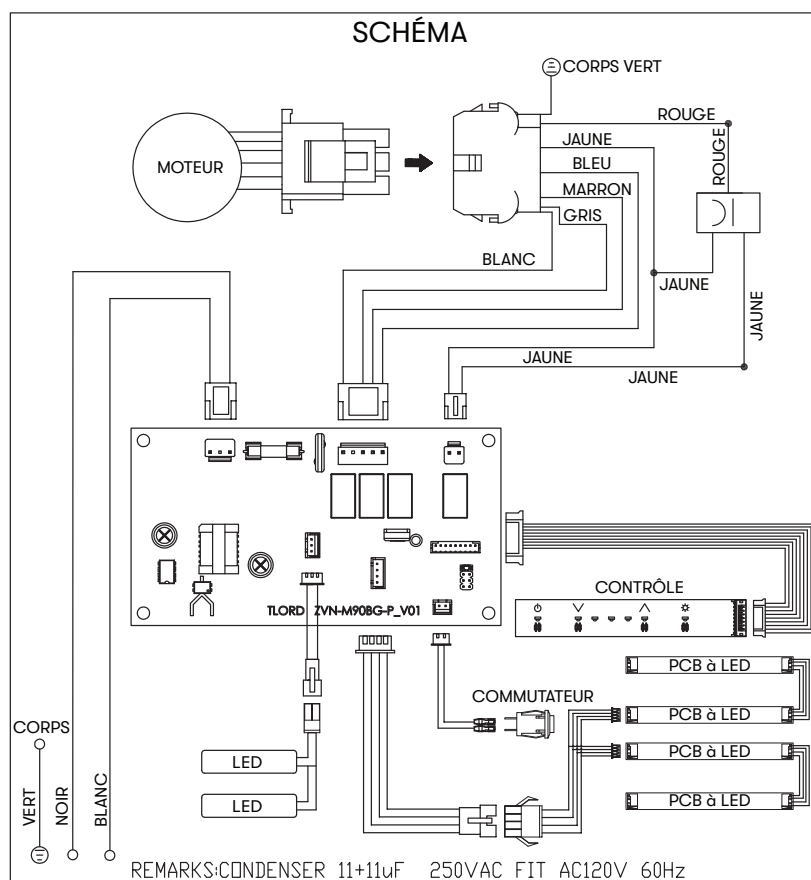 SCHÉMA
CORPS VERT
ROUGE
JAUNE
ROUGE
BLEU
MOTEUR
MARRON
GRIS
BLANC
JAUNE
JAUNE
JAUNE
JAUNE
TLORD ZVN-M90BG-P_V01
CONTRÔLE
PCB à LED
COMMUTATEUR
PCB à LED
CORPS
PCB à LED
LED
LED
PCB à LED
VERT
NOIR
BLANC
REMARKS:CONDENSER 11+11uF 250VAC FIT AC120V 60Hz